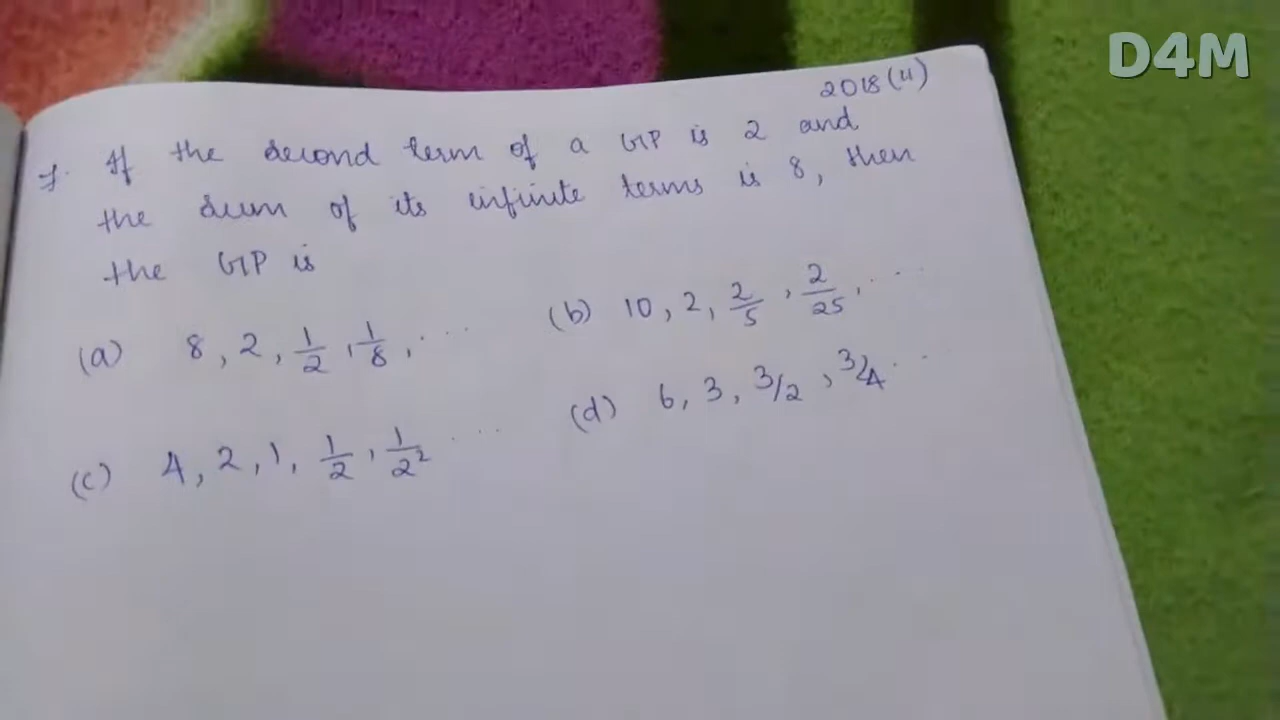 D4M
2018 (II)
7. If the second term of a GP is 2 and
the sum of its infinite terms is 8, then
the GP is
(a) 8, 2, 1/2, 1/8, .... (b) 10, 2, 2/5, 2/25, ....
(c) 4, 2, 1, 1/2, 1/2² .... (d) 6, 3, 3/2, 3/4 ..